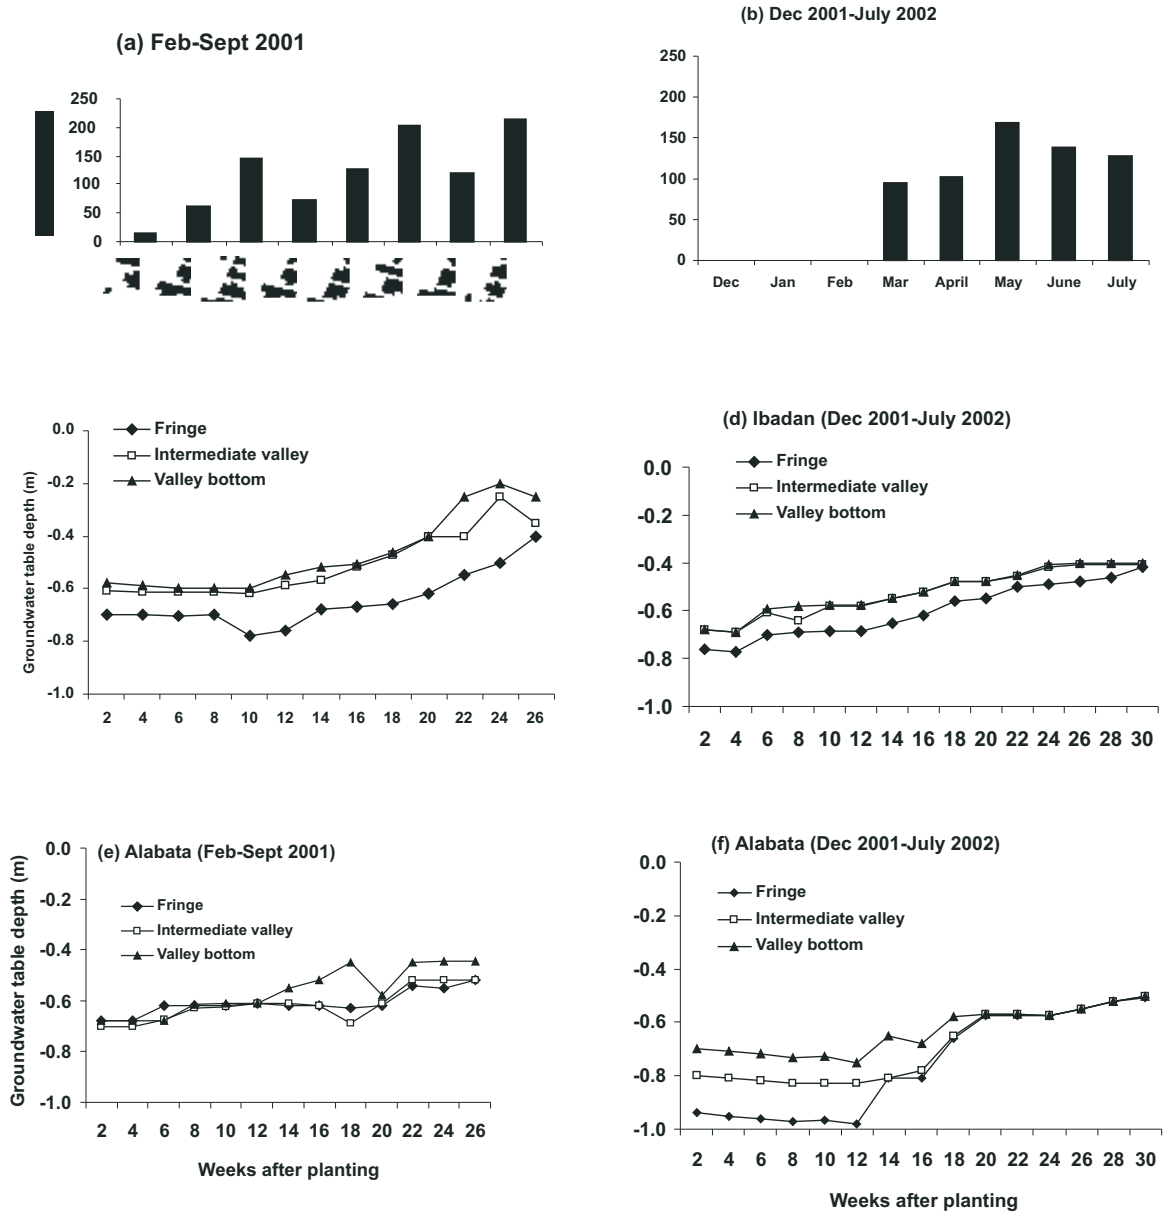 (a) Feb-Sept 2001
250
200
150
100
50
0
(b) Dec 2001-July 2002
250
200
150
100
50
0
Dec Jan Feb Mar April May June July
0.0
-0.2
-0.4
-0.6
-0.8
-1.0
Groundwater table depth (m)
Fringe
Intermediate valley
Valley bottom
2 4 6 8 10 12 14 16 18 20 22 24 26
(d) Ibadan (Dec 2001-July 2002)
0.0
-0.2
-0.4
-0.6
-0.8
-1.0
Fringe
Intermediate valley
Valley bottom
2 4 6 8 10 12 14 16 18 20 22 24 26 28 30
(e) Alabata (Feb-Sept 2001)
0.0
-0.2
-0.4
-0.6
-0.8
-1.0
Groundwater table depth (m)
Fringe
Intermediate valley
Valley bottom
2 4 6 8 10 12 14 16 18 20 22 24 26
Weeks after planting
(f) Alabata (Dec 2001-July 2002)
0.0
-0.2
-0.4
-0.6
-0.8
-1.0
Fringe
Intermediate valley
Valley bottom
2 4 6 8 10 12 14 16 18 20 22 24 26 28 30
Weeks after planting